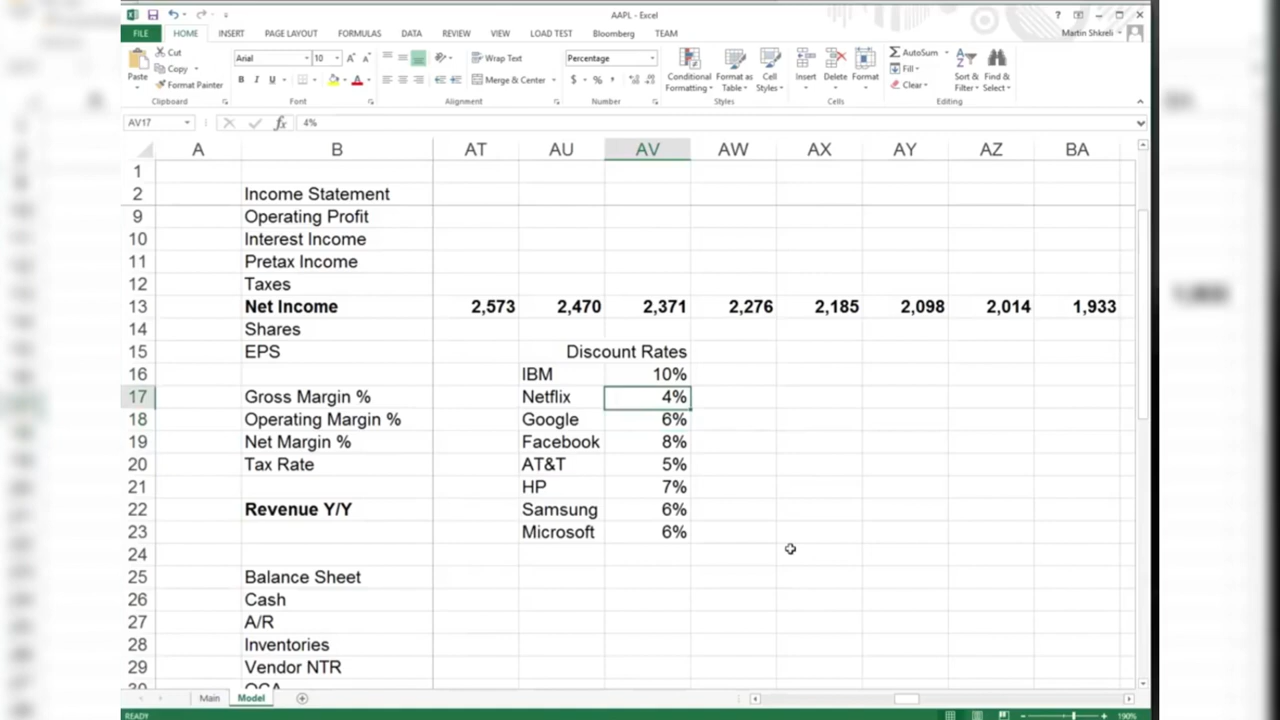 AAPL - Excel
FILE HOME INSERT PAGE LAYOUT FORMULAS DATA REVIEW VIEW LOAD TEST Bloomberg TEAM Martin Shkreli
Paste Cut Copy Format Painter Clipboard
Arial 10 B I U A Font
Wrap Text Merge & Center Alignment
Percentage $ % , Number
Conditional Formatting Format as Table Cell Styles Styles
Insert Delete Format Cells
AutoSum Fill Clear Sort & Filter Find & Select Editing
AV17 fx 4%
A B AT AU AV AW AX AY AZ BA
1
2 Income Statement
9 Operating Profit
10 Interest Income
11 Pretax Income
12 Taxes
13 Net Income 2,573 2,470 2,371 2,276 2,185 2,098 2,014 1,933
14 Shares
15 EPS Discount Rates
16 IBM 10%
17 Gross Margin % Netflix 4%
18 Operating Margin % Google 6%
19 Net Margin % Facebook 8%
20 Tax Rate AT&T 5%
21 HP 7%
22 Revenue Y/Y Samsung 6%
23 Microsoft 6%
24
25 Balance Sheet
26 Cash
27 A/R
28 Inventories
29 Vendor NTR
30 OCA
Main Model
READY 190%